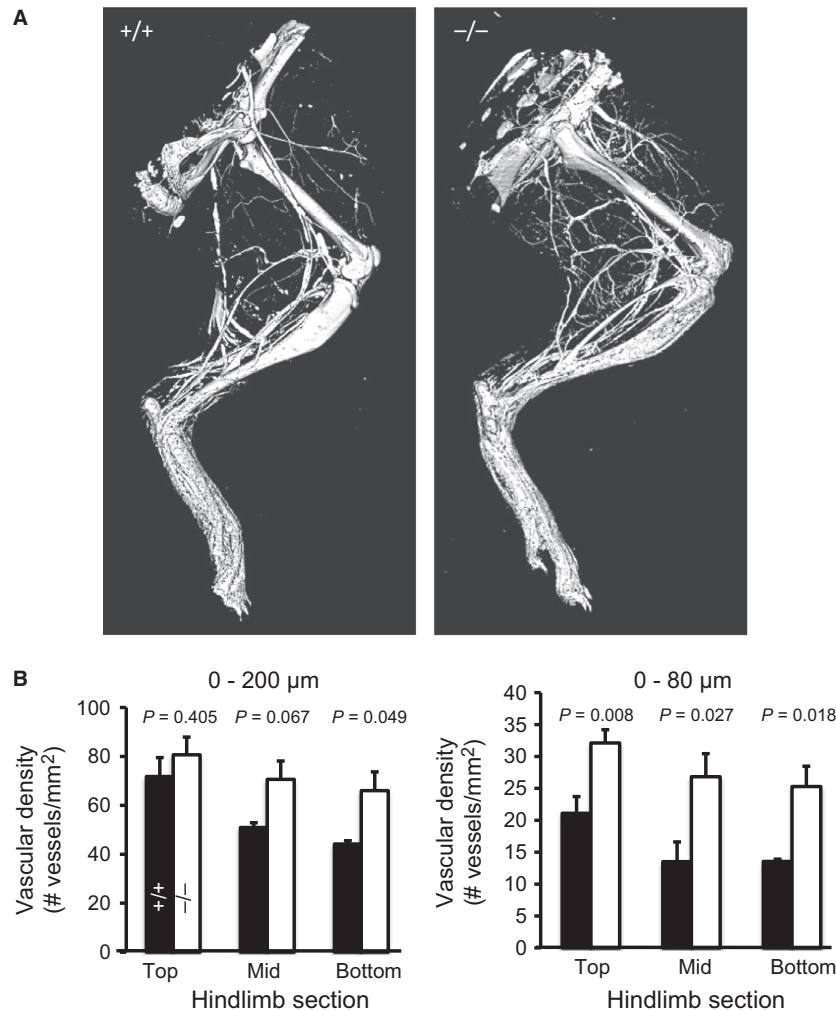 A
+/+
−/−
B
0 - 200 µm
100
80
60
40
20
0
Vascular density
(# vessels/mm²)
P = 0.405
P = 0.067
P = 0.049
+/+
−/−
Top
Mid
Bottom
Hindlimb section
0 - 80 µm
40
35
30
25
20
15
10
5
0
Vascular density
(# vessels/mm²)
P = 0.008
P = 0.027
P = 0.018
Top
Mid
Bottom
Hindlimb section